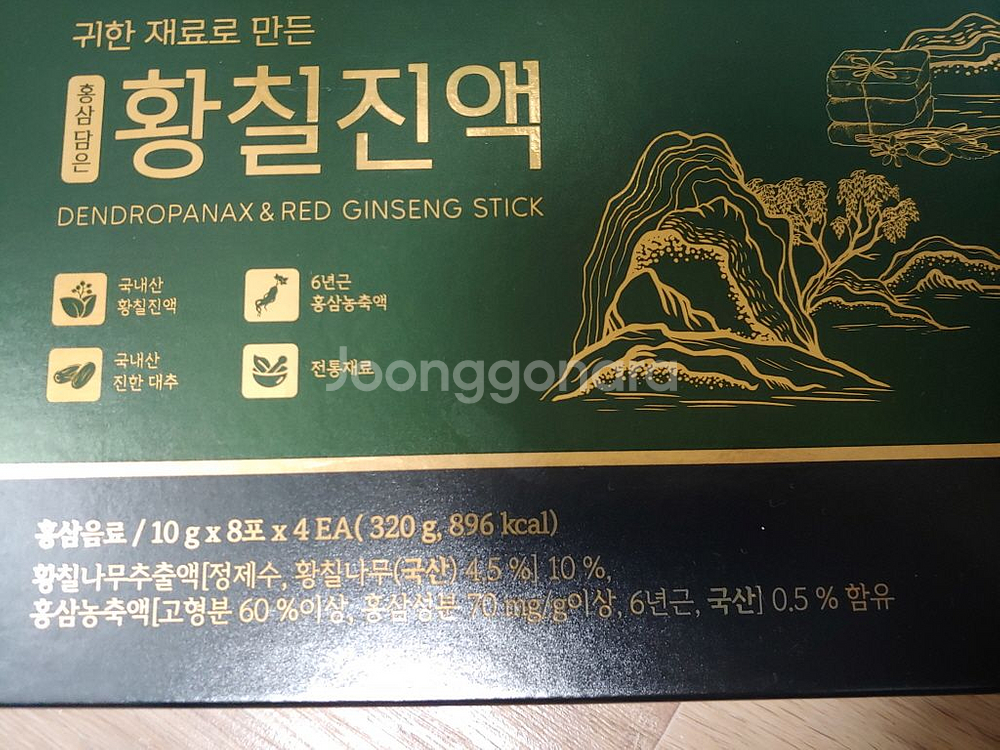 귀한 재료로 만든
홍삼담은
황칠진액
DENDROPANAX & RED GINSENG STICK
국내산
황칠진액
6년근
홍삼농축액
국내산
진한 대추
전통재료
Joonggonara
홍삼음료 / 10 g x 8포 x 4 EA( 320 g, 896 kcal)
황칠나무추출액[정제수, 황칠나무(국산) 4.5 %] 10 %,
홍삼농축액[고형분 60 %이상, 홍삼성분 70 mg/g이상, 6년근, 국산] 0.5 % 함유